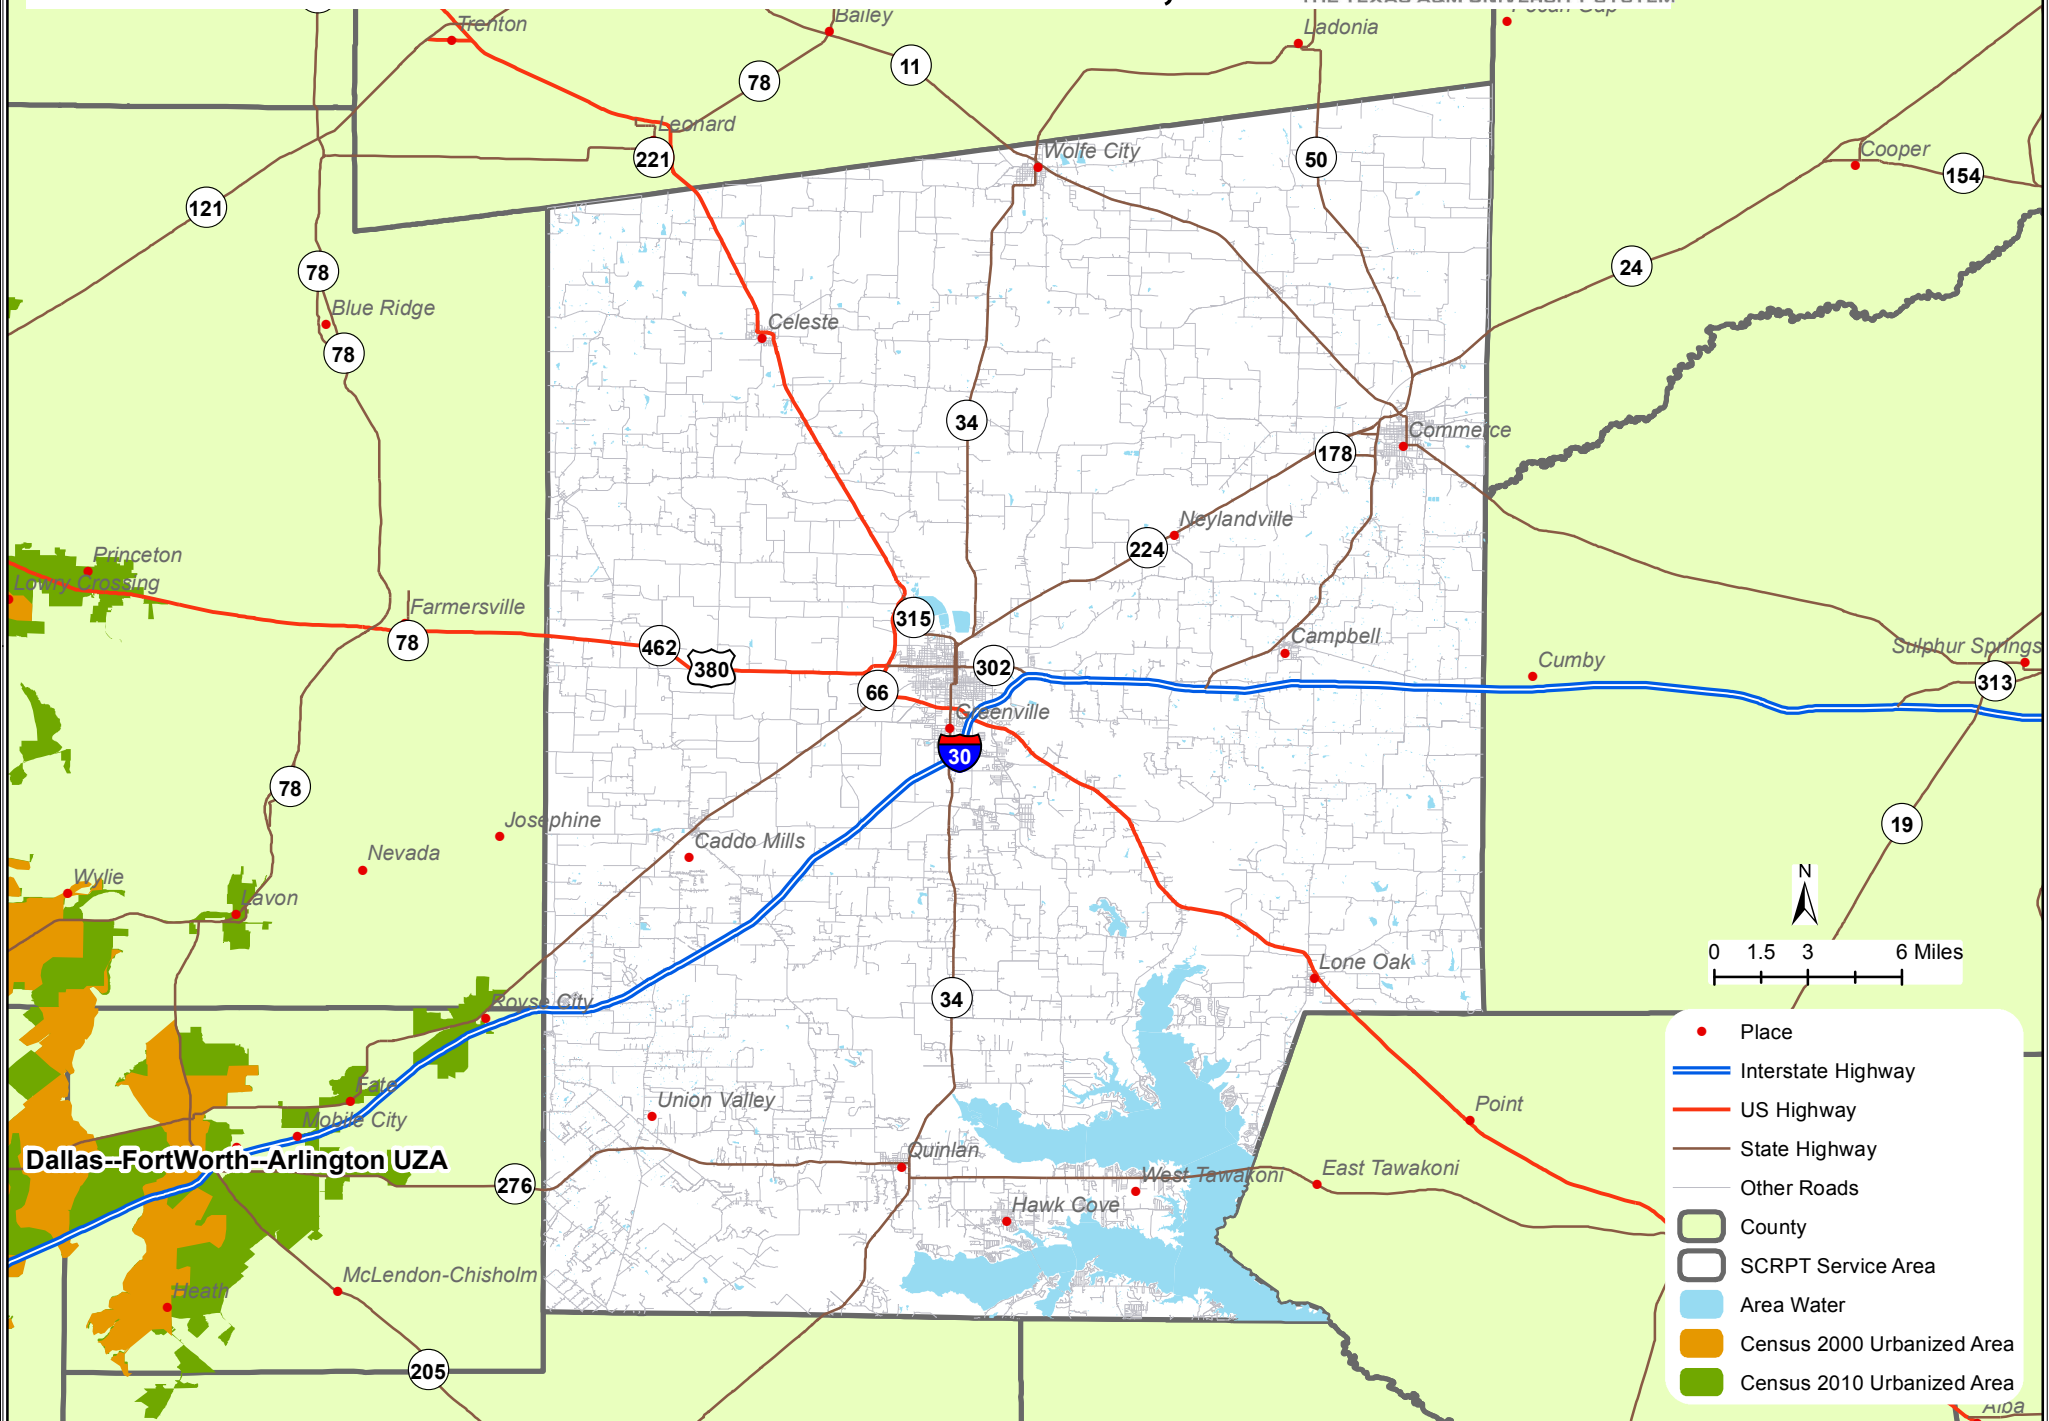 Trenton
Bailey
Ladonia
11
78
Leonard
221
Wolfe City
50
Cooper
154
121
24
78
Blue Ridge
78
Celeste
34
Commerce
178
Neylandville
224
Princeton
Lowry Crossing
Farmersville
78
315
462
380
302
66
Campbell
Cumby
Sulphur Springs
313
Greenville
30
78
19
Josephine
Nevada
Caddo Mills
Wylie
Lavon
N
0 1.5 3 6 Miles
Lone Oak
Royse City
34
Fate
Mobile City
Union Valley
Point
Dallas--FortWorth--Arlington UZA
Quinlan
276
West Tawakoni
East Tawakoni
Hawk Cove
McLendon-Chisholm
Heath
205
Place
Interstate Highway
US Highway
State Highway
Other Roads
County
SCRPT Service Area
Area Water
Census 2000 Urbanized Area
Census 2010 Urbanized Area
Alba